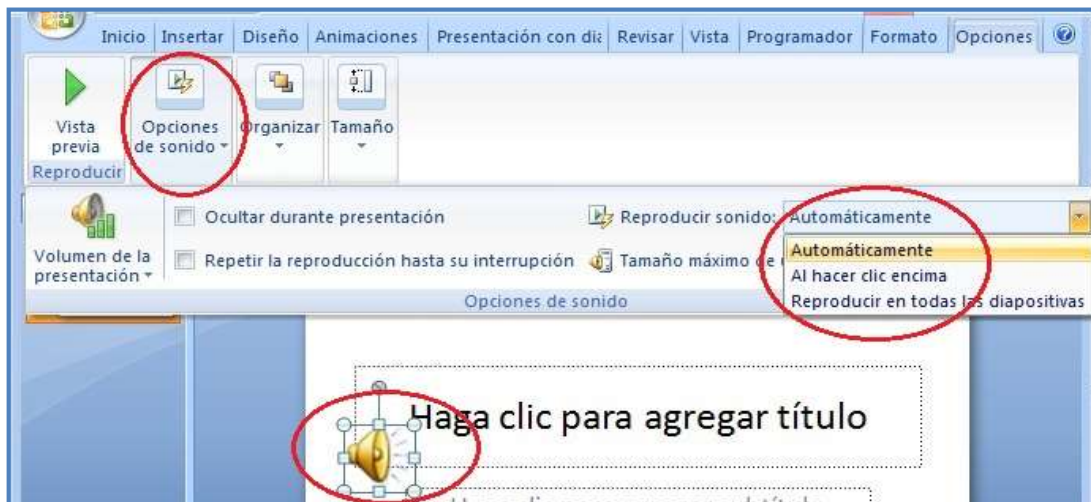 Inicio Insertar Diseño Animaciones Presentación con dia Revisar Vista Programador Formato Opciones
Vista previa
Opciones de sonido
Organizar
Tamaño
Reproducir
Volumen de la presentación
Ocultar durante presentación
Repetir la reproducción hasta su interrupción
Reproducir sonido: Automáticamente
Tamaño máximo de
Automáticamente
Al hacer clic encima
Reproducir en todas las diapositivas
Opciones de sonido
Haga clic para agregar título